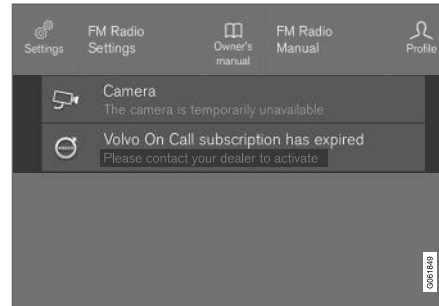 Settings
FM Radio
Settings
Owner's
manual
FM Radio
Manual
Profile
Camera
The camera is temporarily unavailable
Volvo On Call subscription has expired
Please contact your dealer to activate
G061849